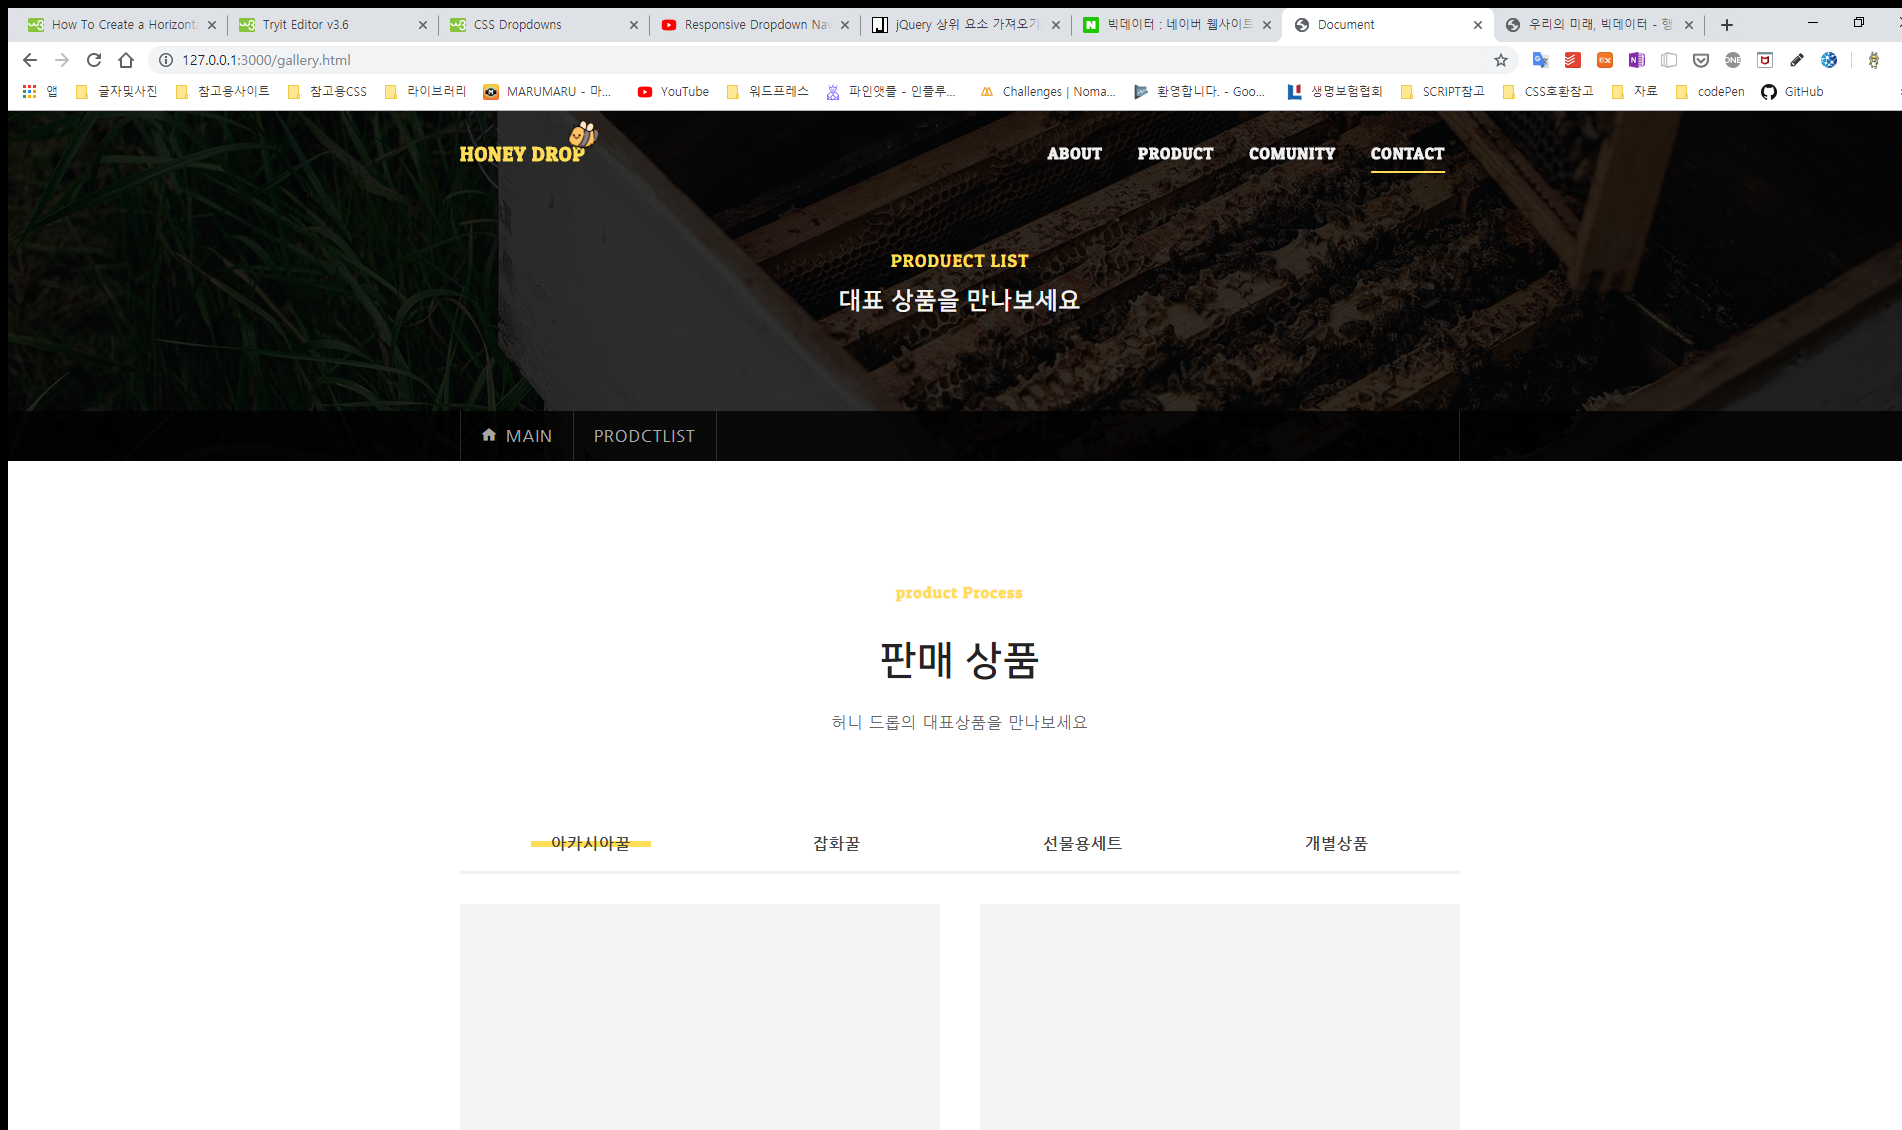 How To Create a Horizont
Tryit Editor v3.6
CSS Dropdowns
Responsive Dropdown Na
jQuery 상위 요소 가져오기
빅데이터 : 네이버 웹사이트
Document
우리의 미래, 빅데이터 - 행
127.0.0.1:3000/gallery.html
앱
글자및사진
참고용사이트
참고용CSS
라이브러리
MARUMARU - 마...
YouTube
워드프레스
파인앳플 - 인플루...
Challenges | Noma...
환영합니다. - Goo...
생명보험협회
SCRIPT참고
CSS호환참고
자료
codePen
GitHub
HONEY DROP
ABOUT
PRODUCT
COMUNITY
CONTACT
PRODUECT LIST
대표 상품을 만나보세요
MAIN
PRODCTLIST
product Process
판매 상품
허니 드롭의 대표상품을 만나보세요
아카시아꿀
잡화꿀
선물용세트
개별상품